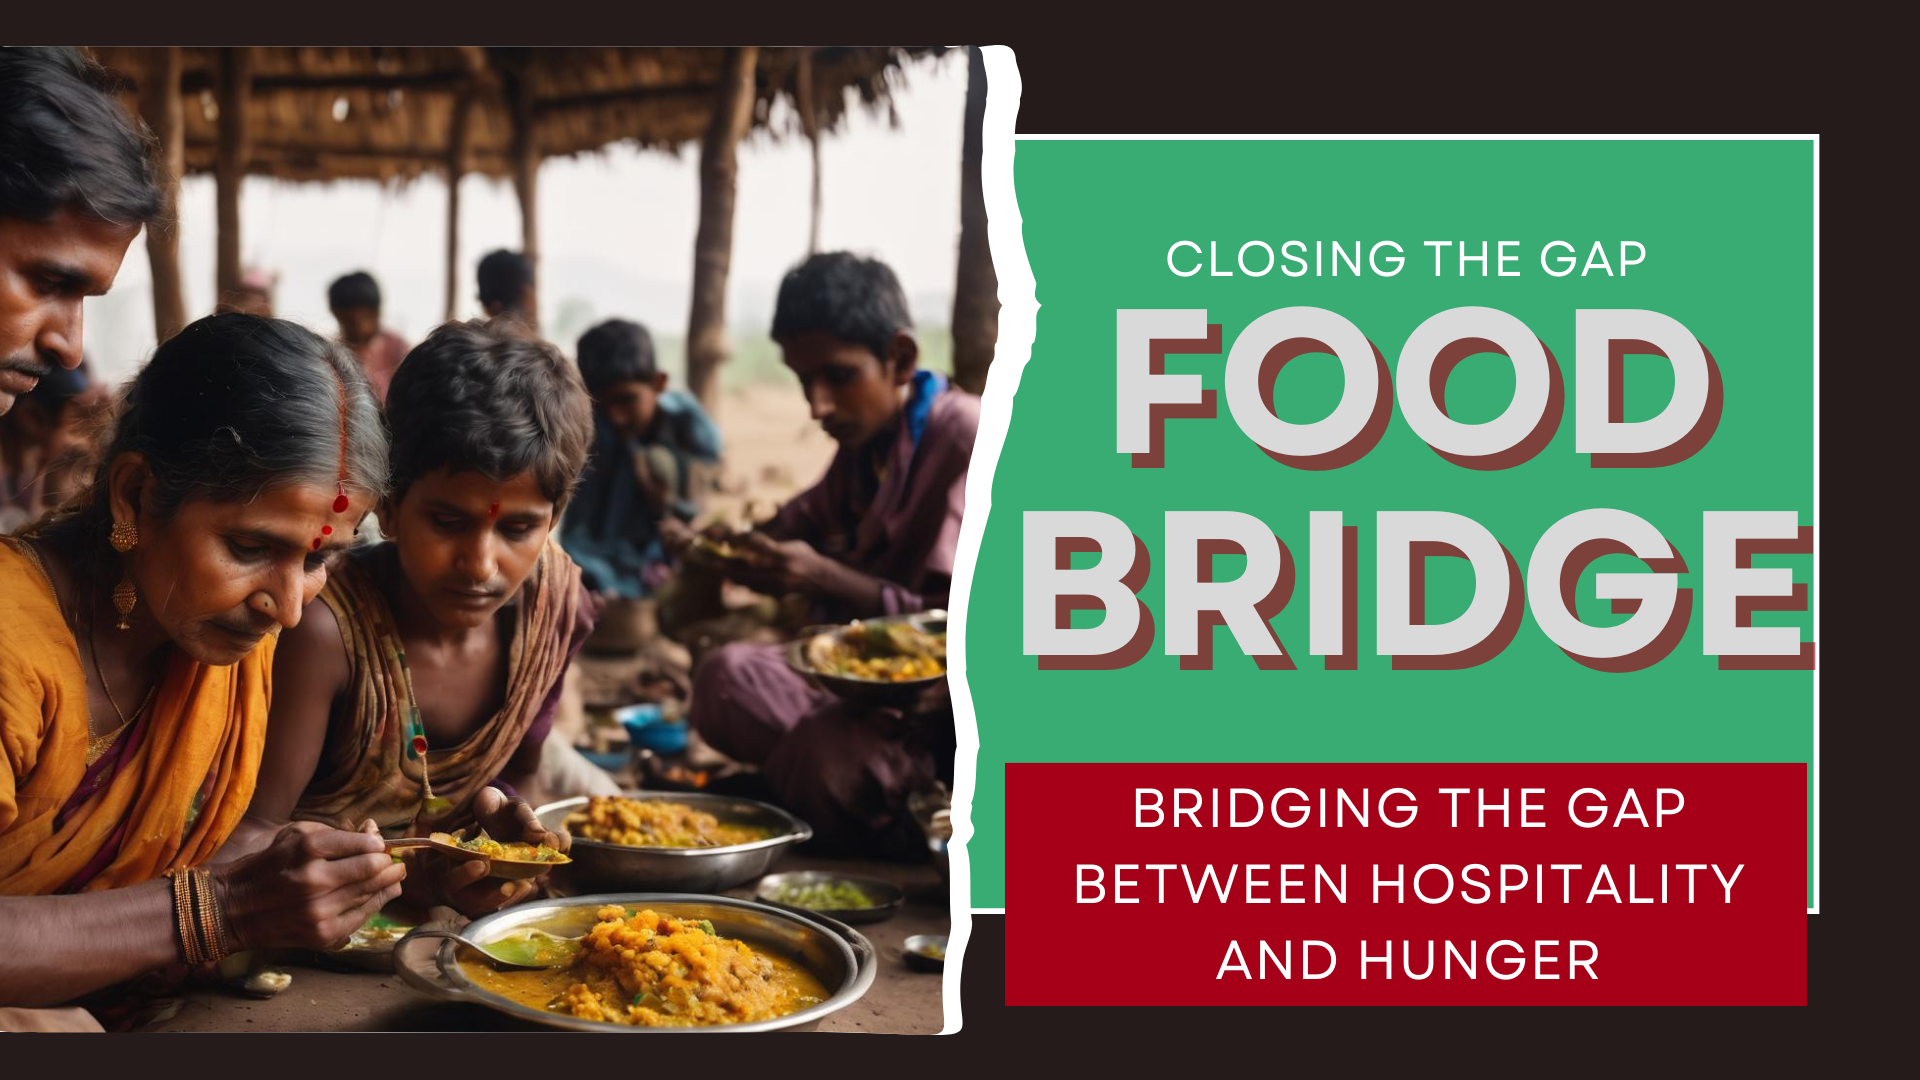 CLOSING THE GAP
FOOD
BRIDGE
BRIDGING THE GAP
BETWEEN HOSPITALITY
AND HUNGER